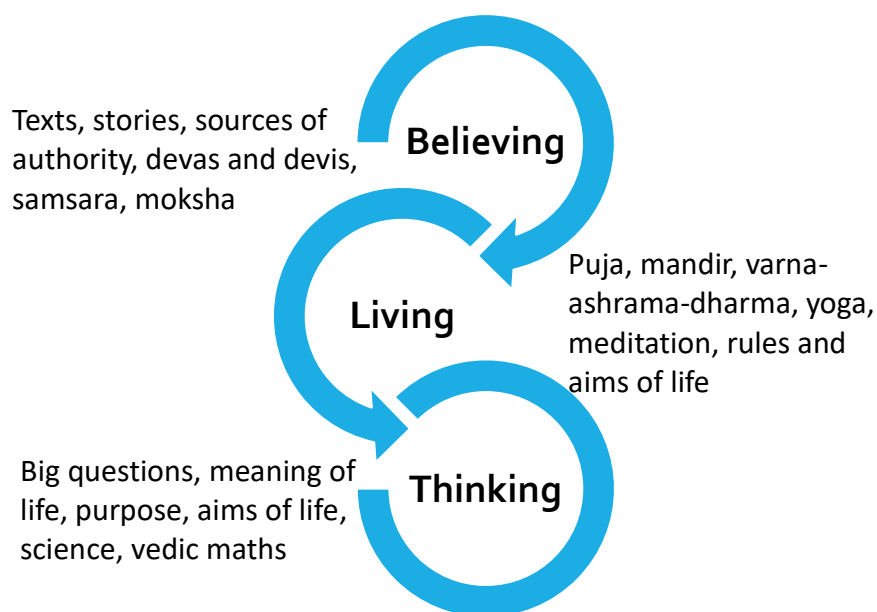 Believing
Texts, stories, sources of
authority, devas and devis,
samsara, moksha
Living
Puja, mandir, varna-
ashrama-dharma, yoga,
meditation, rules and
aims of life
Thinking
Big questions, meaning of
life, purpose, aims of life,
science, vedic maths